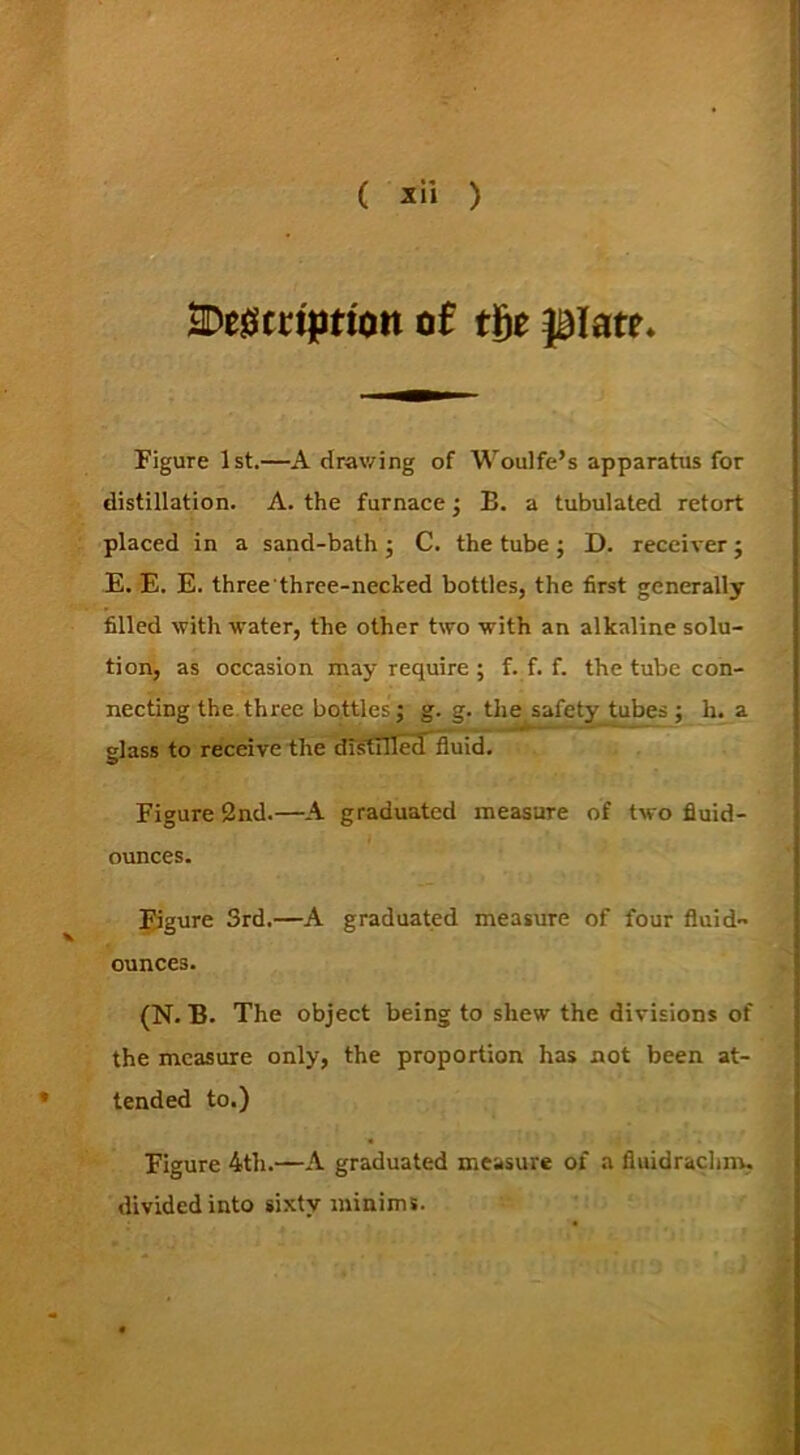 ( xii )
Description of the Plate.
Figure 1st.—A drawing of Woulfe's apparatus for
distillation. A. the furnace; B. a tubulated retort
placed in a sand-bath; C. the tube; D. receiver;
E. E. E. three three-necked bottles, the first generally
filled with water, the other two with an alkaline solu-
tion, as occasion may require; f. f. f. the tube con-
necting the three bottles; g. g. the safety tubes; h. a
glass to receive the distilled fluid.
Figure 2nd.—A graduated measure of two fluid-
ounces.
Figure 3rd.—A graduated measure of four fluid-
ounces.
(N. B. The object being to shew the divisions of
the measure only, the proportion has not been at-
tended to.)
Figure 4th.—A graduated measure of a fluidrachm,
divided into sixty minims.